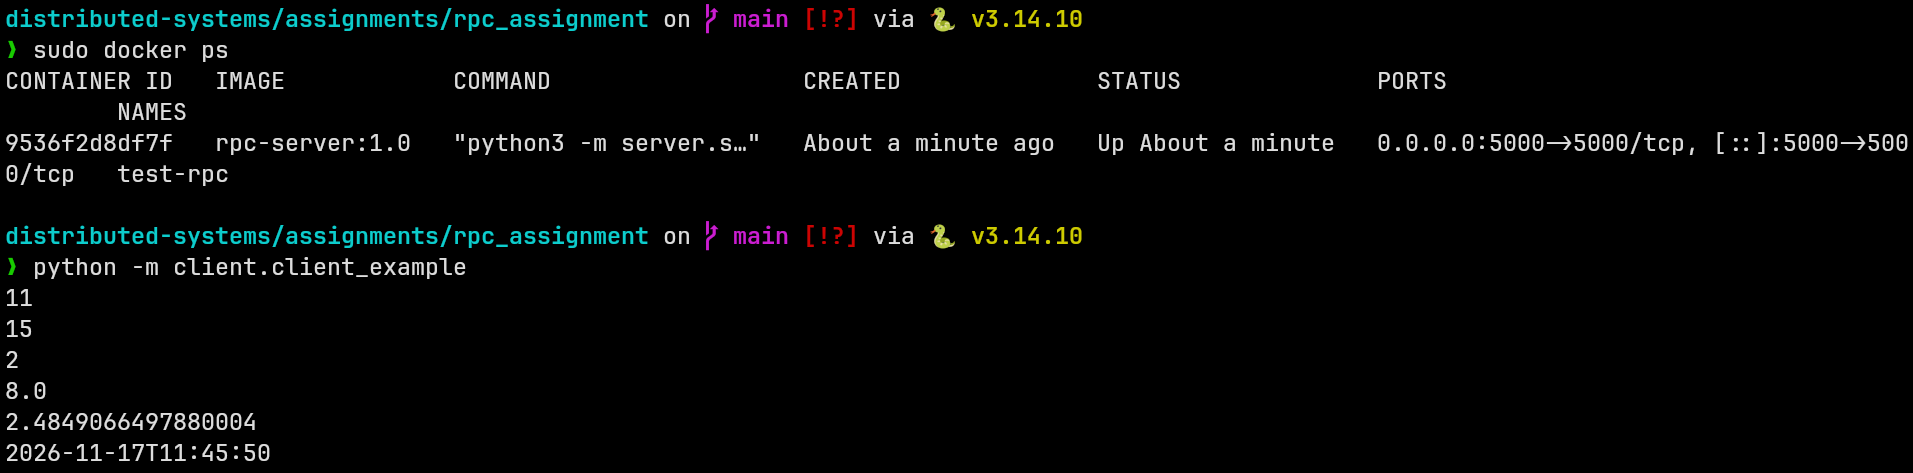 distributed-systems/assignments/rpc_assignment on main [!?] via 🐍 v3.14.10
❱ sudo docker ps
CONTAINER ID   IMAGE            COMMAND                  CREATED              STATUS              PORTS
        NAMES
9536f2d8df7f   rpc-server:1.0   "python3 -m server.s…"   About a minute ago   Up About a minute   0.0.0.0:5000->5000/tcp, [::]:5000->500
0/tcp   test-rpc
distributed-systems/assignments/rpc_assignment on main [!?] via 🐍 v3.14.10
❱ python -m client.client_example
11
15
2
8.0
2.4849066497880004
2026-11-17T11:45:50